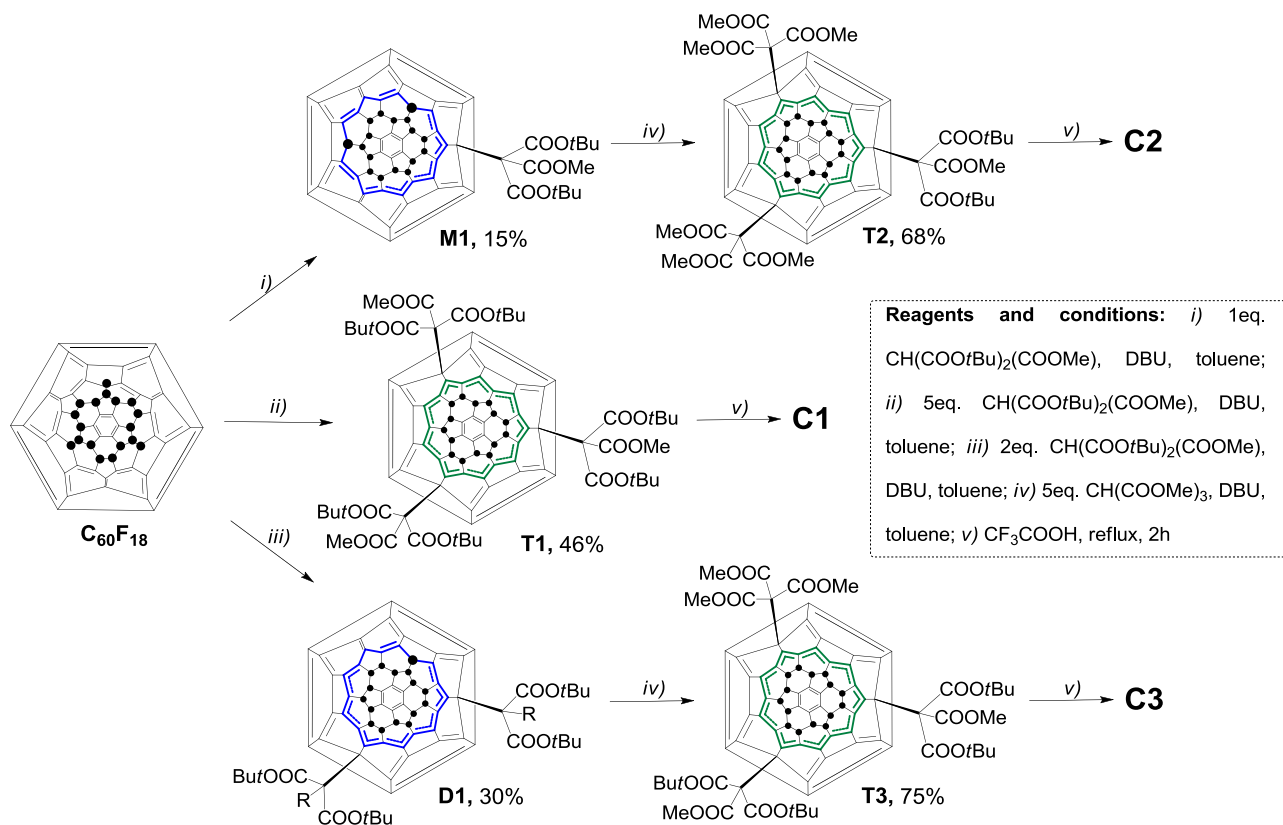 MeOOC COOMe
MeOOC COOMe
COOtBu
COOMe
COOtBu
M1, 15%
iv)
COOtBu
COOMe
COOtBu
MeOOC COOMe
MeOOC COOMe
T2, 68%
v)
C2
i)
MeOOC COOtBu
ButOOC COOtBu
C60F18
ii)
COOtBu
COOMe
COOtBu
ButOOC
MeOOC COOtBu
T1, 46%
v)
C1
Reagents and conditions: i) 1eq.
CH(COOtBu)2(COOMe), DBU, toluene;
ii) 5eq. CH(COOtBu)2(COOMe), DBU,
toluene; iii) 2eq. CH(COOtBu)2(COOMe),
DBU, toluene; iv) 5eq. CH(COOMe)3, DBU,
toluene; v) CF3COOH, reflux, 2h
iii)
COOtBu
R
COOtBu
ButOOC
R
COOtBu
D1, 30%
iv)
MeOOC COOMe
MeOOC COOMe
COOtBu
COOMe
COOtBu
ButOOC
MeOOC COOtBu
T3, 75%
v)
C3